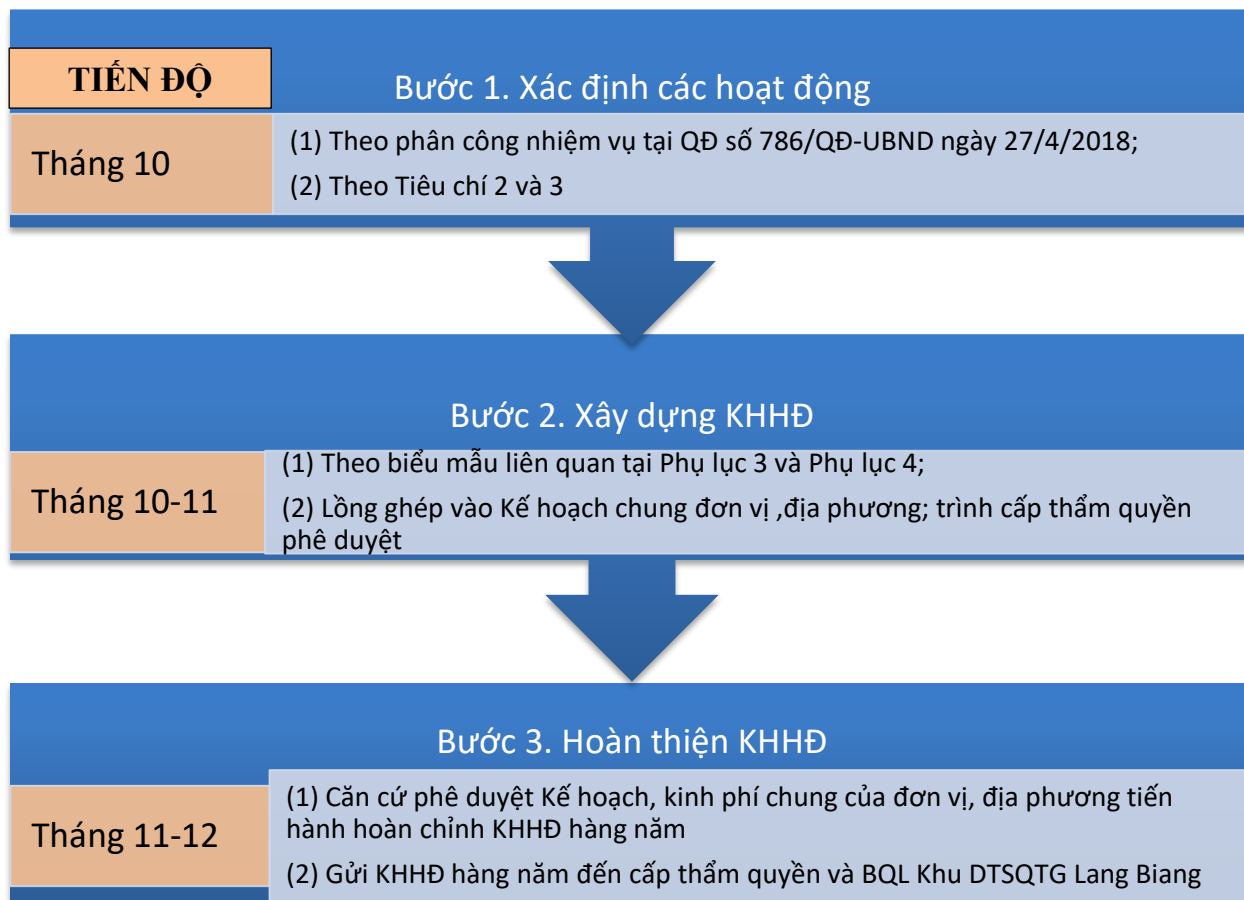 TIẾN ĐỘ
Bước 1. Xác định các hoạt động
Tháng 10
(1) Theo phân công nhiệm vụ tại QĐ số 786/QĐ-UBND ngày 27/4/2018;
(2) Theo Tiêu chí 2 và 3
Bước 2. Xây dựng KHHĐ
Tháng 10-11
(1) Theo biểu mẫu liên quan tại Phụ lục 3 và Phụ lục 4;
(2) Lồng ghép vào Kế hoạch chung đơn vị ,địa phương; trình cấp thẩm quyền
phê duyệt
Bước 3. Hoàn thiện KHHĐ
Tháng 11-12
(1) Căn cứ phê duyệt Kế hoạch, kinh phí chung của đơn vị, địa phương tiến
hành hoàn chỉnh KHHĐ hàng năm
(2) Gửi KHHĐ hàng năm đến cấp thẩm quyền và BQL Khu DTSQTG Lang Biang